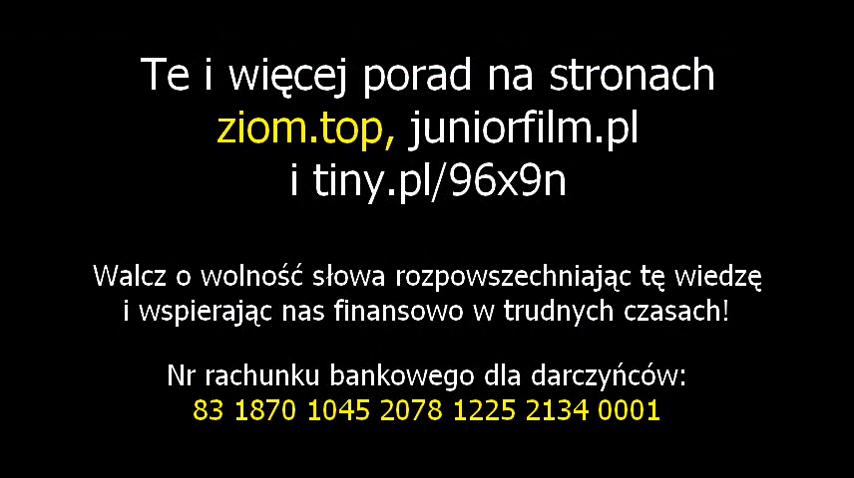 Te i więcej porad na stronach
ziom.top, juniorfilm.pl
i tiny.pl/96x9n
Walcz o wolność słowa rozpowszechniając tę wiedzę
i wspierając nas finansowo w trudnych czasach!
Nr rachunku bankowego dla darczyńców:
83 1870 1045 2078 1225 2134 0001